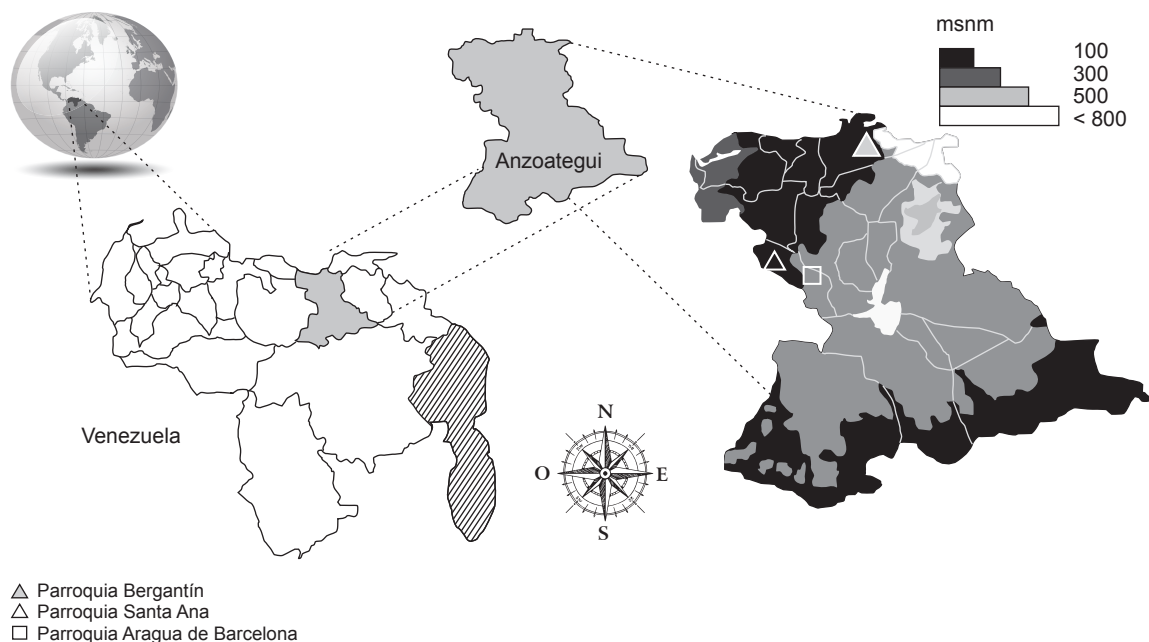 msnm
100
300
500
< 800
Anzoategui
Venezuela
N
O
E
S
Parroquia Bergantín
Parroquia Santa Ana
Parroquia Aragua de Barcelona